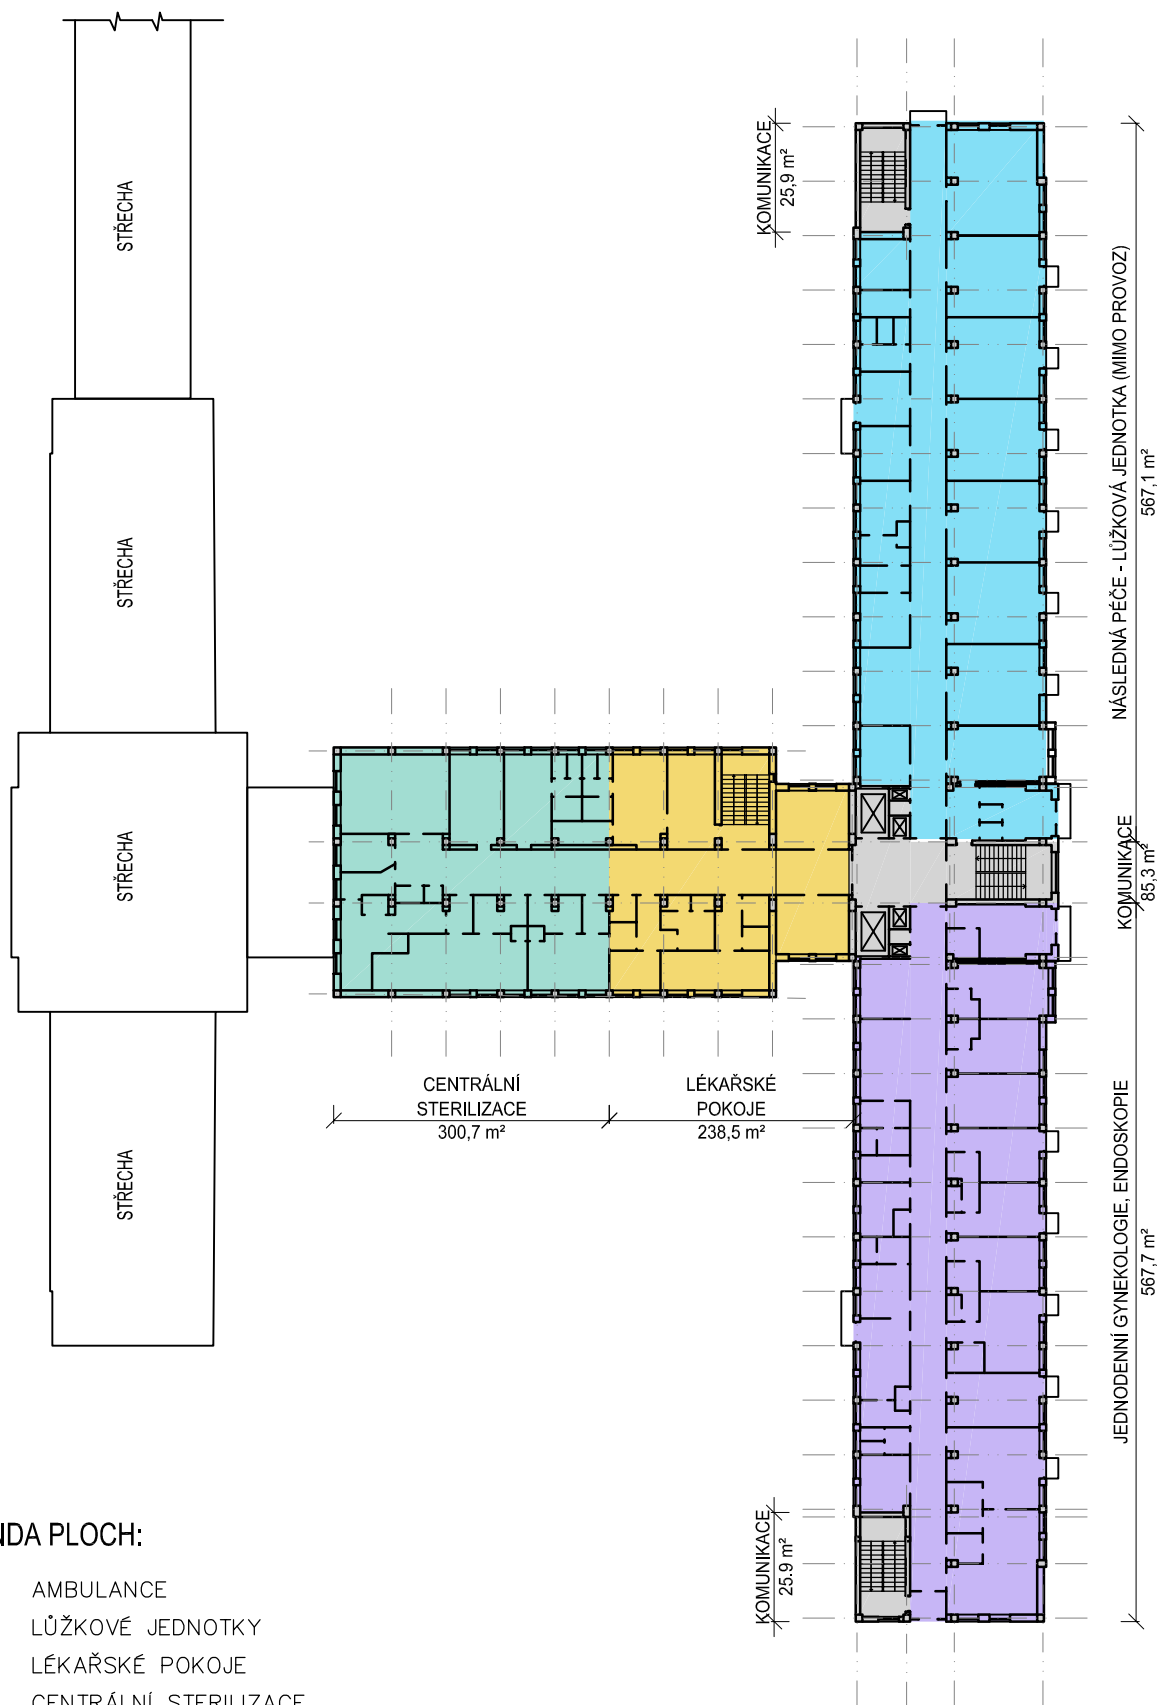 STŘECHA
STŘECHA
STŘECHA
STŘECHA
KOMUNIKACE
25,9 m²
NÁSLEDNÁ PÉČE - LŮŽKOVÁ JEDNOTKA (MIMO PROVOZ)
567,1 m²
KOMUNIKACE
85,3 m²
CENTRÁLNÍ
STERILIZACE
300,7 m²
LÉKAŘSKÉ
POKOJE
238,5 m²
JEDNODENNÍ GYNEKOLOGIE, ENDOSKOPIE
567,7 m²
KOMUNIKACE
25.9 m²
NDA PLOCH:
AMBULANCE
LŮŽKOVÉ JEDNOTKY
LÉKAŘSKÉ POKOJE
CENTRÁLNÍ STERILIZACE